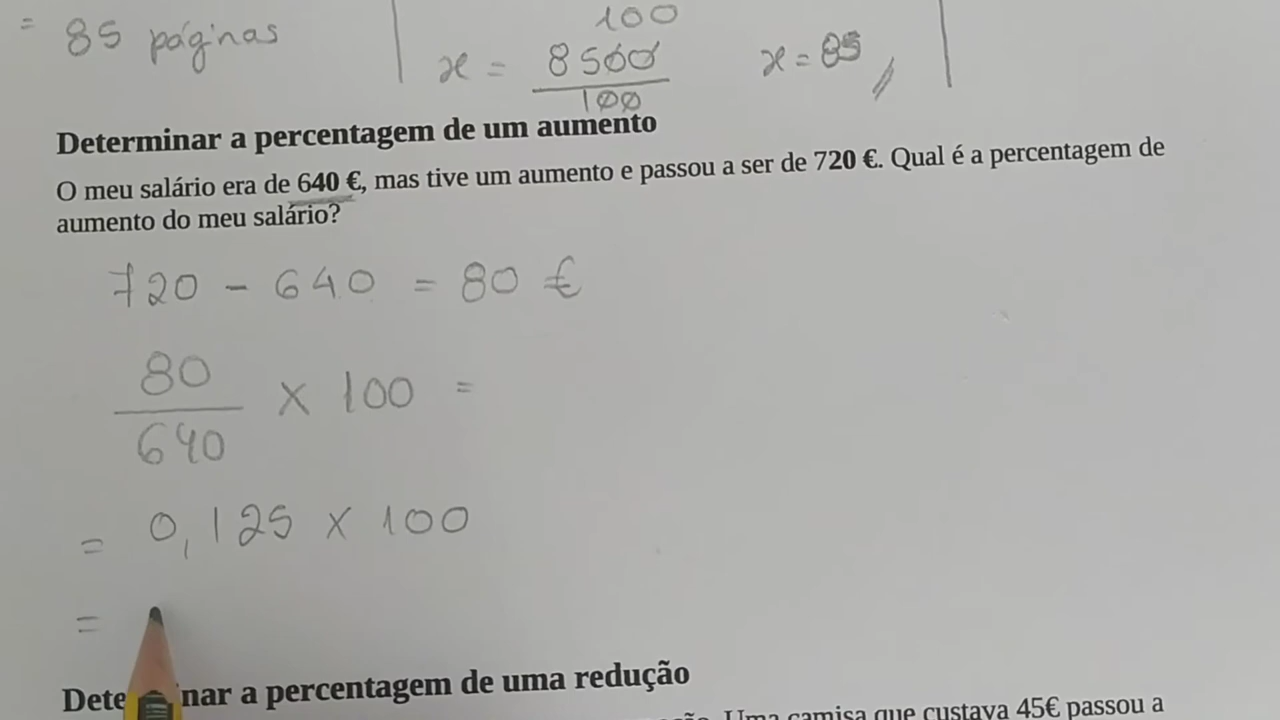 = 85 páginas
100
x = 8500
100
x = 85
Determinar a percentagem de um aumento
O meu salário era de 640 €, mas tive um aumento e passou a ser de 720 €. Qual é a percentagem de
aumento do meu salário?
720 - 640 = 80 €
80
640
x 100 =
= 0,125 x 100
=
Dete nar a percentagem de uma redução
Uma camisa que custava 45€ passou a